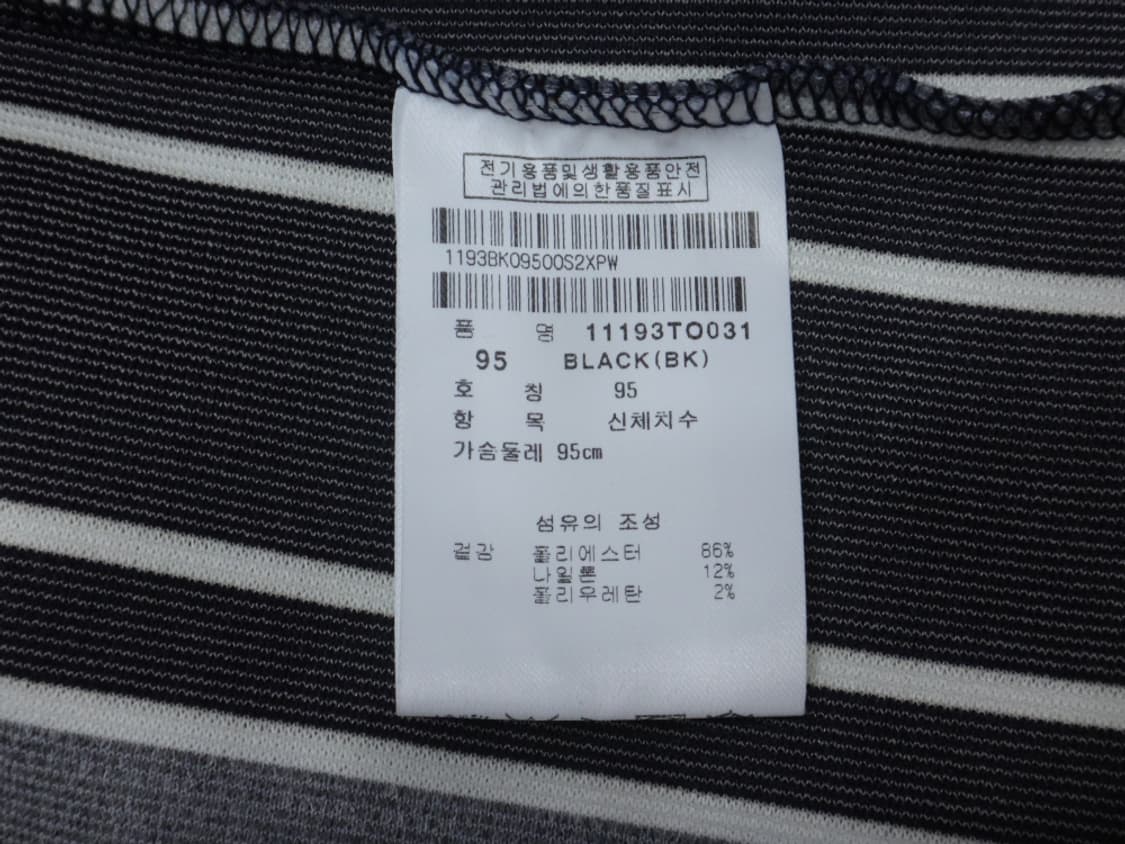 전기용품및생활용품안전
관리법에의한품질표시
1193BK09500S2XPW
품 명 11193TO031
95 BLACK(BK)
호 칭 95
항 목 신체치수
가슴둘레 95cm
섬유의 조성
겉감 폴리에스터 86%
나일론 12%
폴리우레탄 2%